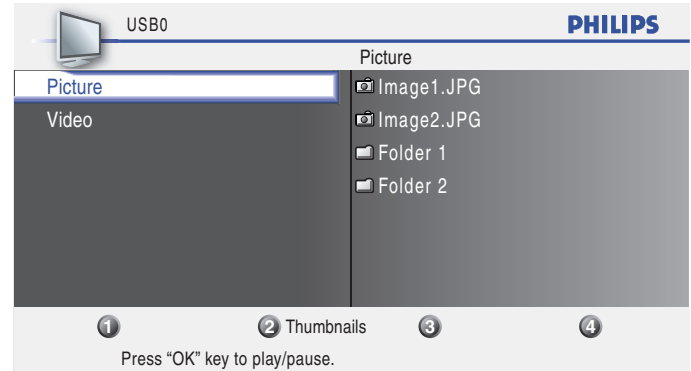 USB0
PHILIPS
Picture
Picture
Video
Image1.JPG
Image2.JPG
Folder 1
Folder 2
1 2 Thumbnails 3 4
Press “OK” key to play/pause.